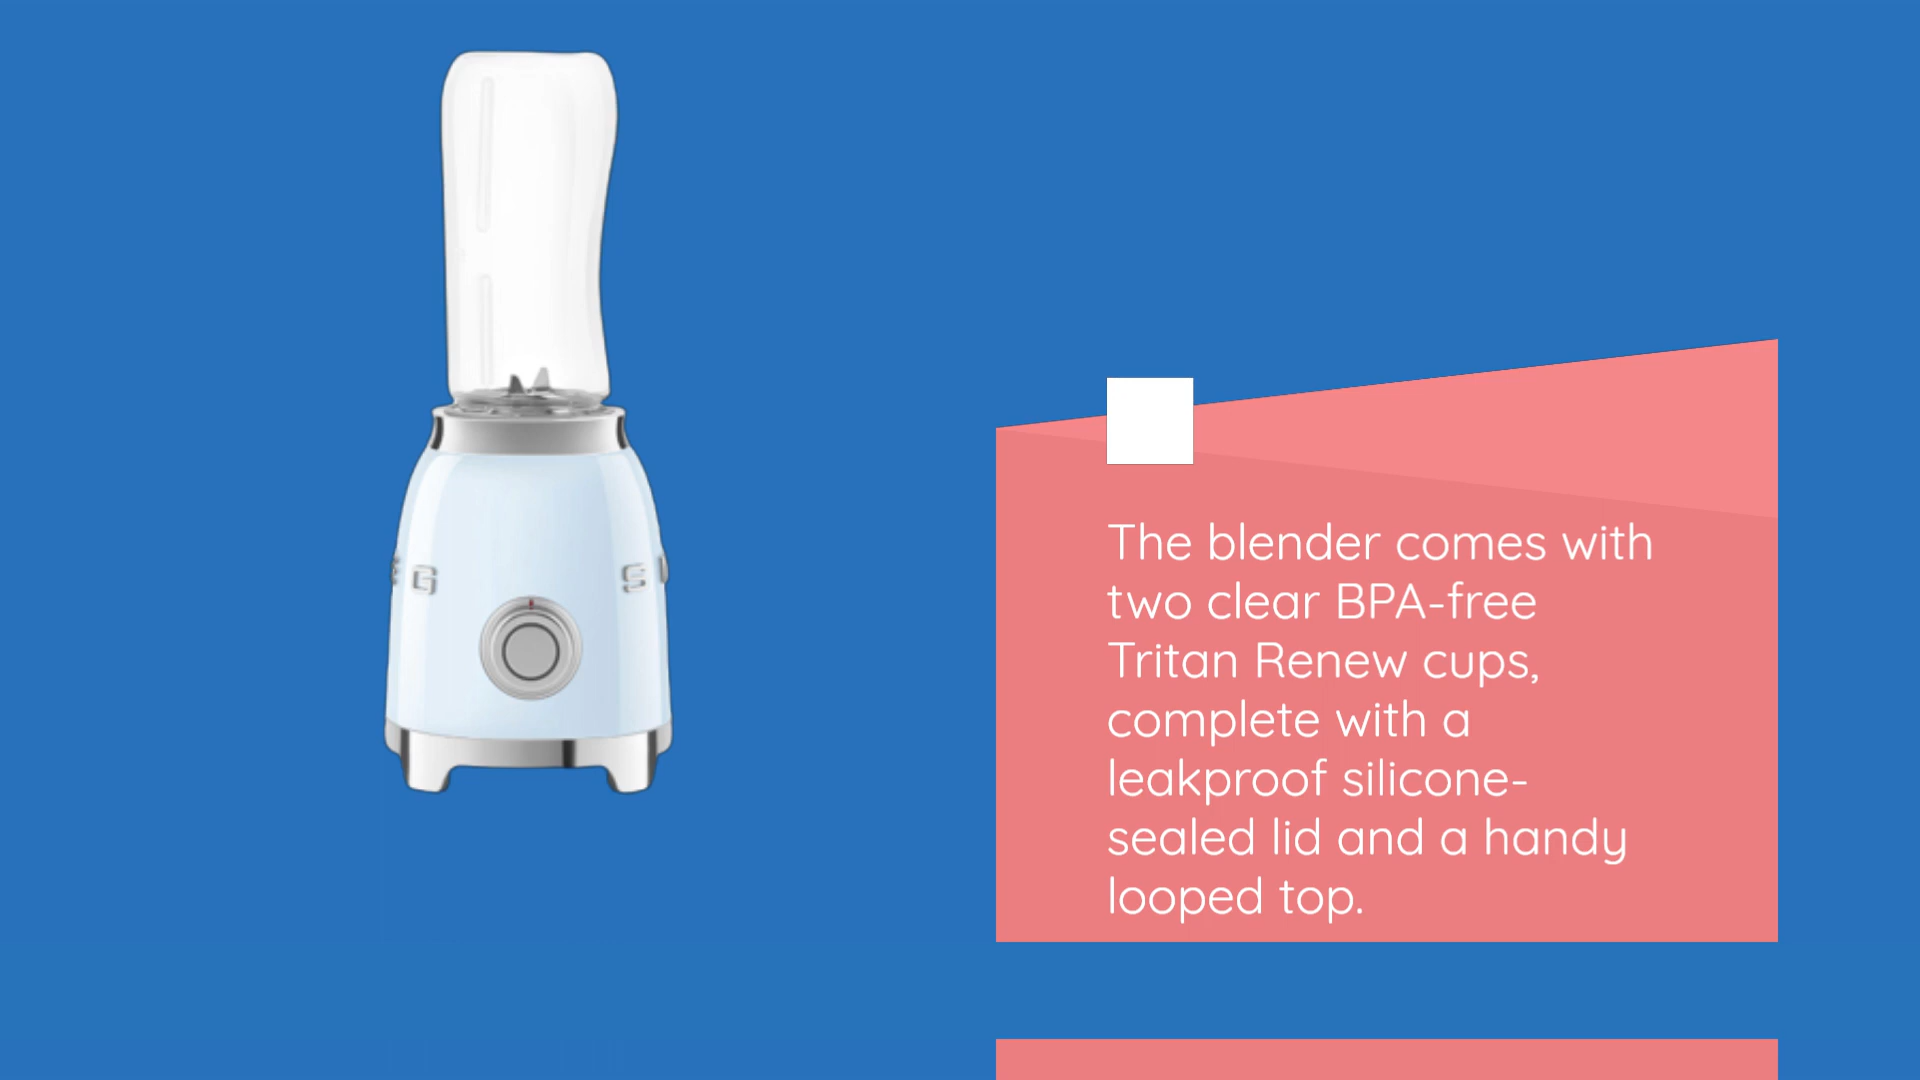 G S
The blender comes with
two clear BPA-free
Tritan Renew cups,
complete with a
leakproof silicone-
sealed lid and a handy
looped top.